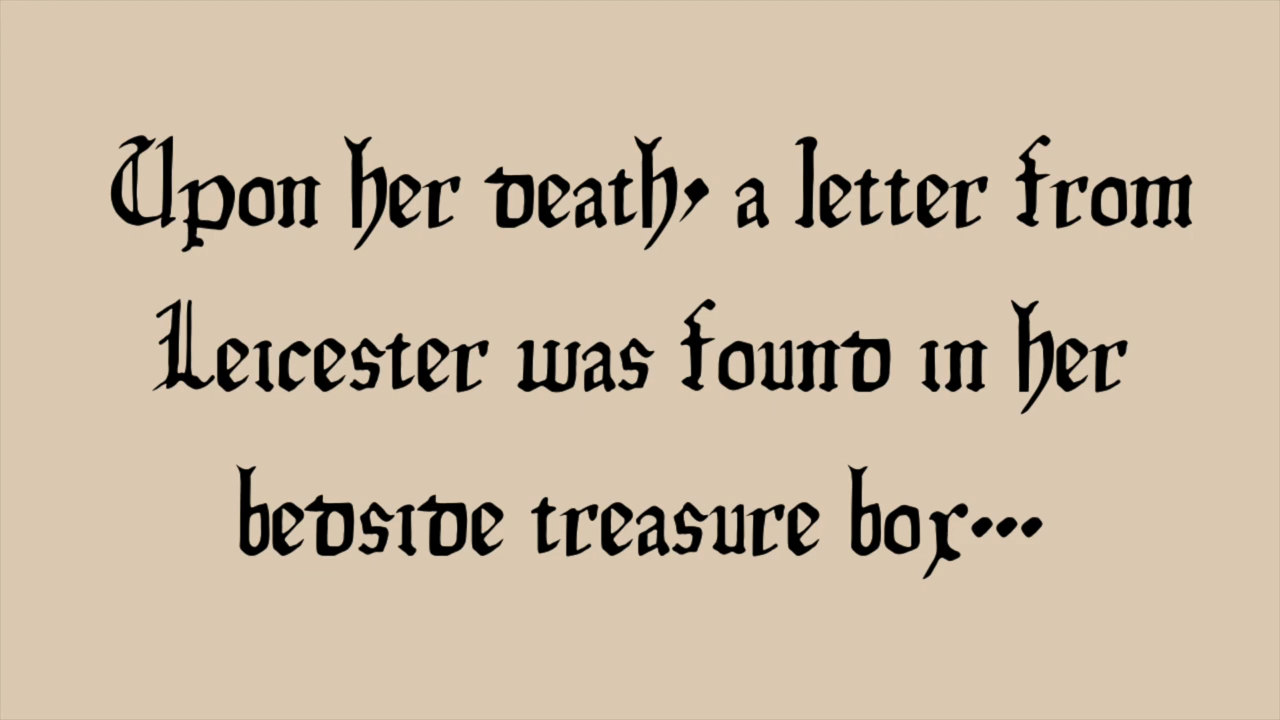 Upon her death, a letter from
Leicester was found in her
bedside treasure box...